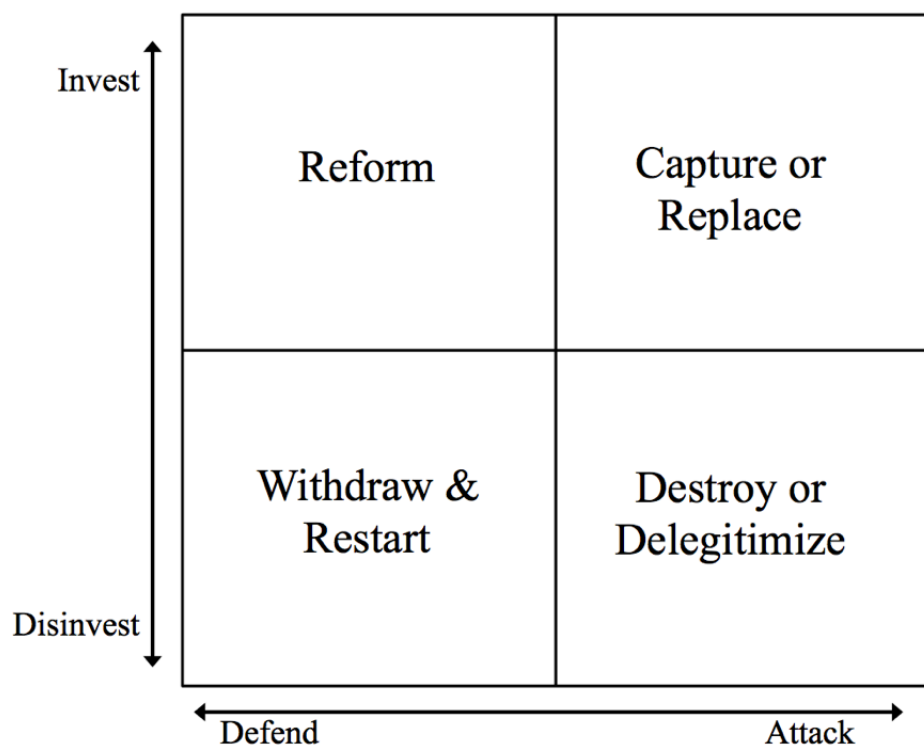 Invest
Reform
Capture or
Replace
Withdraw &
Restart
Destroy or
Delegitimize
Disinvest
Defend
Attack